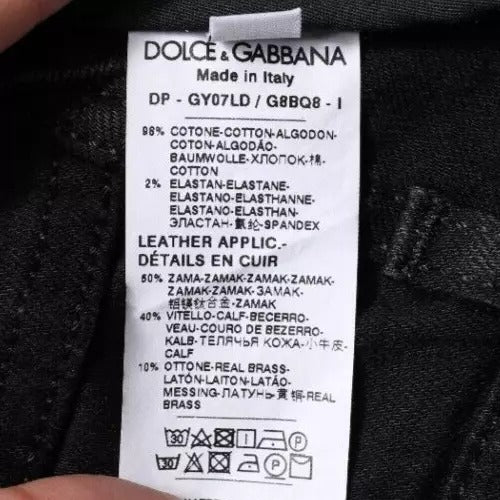 DOLCE & GABBANA
Made in Italy
DP - GY07LD / G8BQ8 - I
98% COTONE-COTTON-ALGODON-
COTON-ALGODÃO-
BAUMWOLLE-ХЛОПОК-棉-
COTTON
2% ELASTAN-ELASTANE-
ELASTANO-ELASTHANNE-
ELASTANO-ELASTHAN-
ЭЛАСТАН-氨纶-SPANDEX
LEATHER APPLIC.-
DÉTAILS EN CUIR
50% ZAMA-ZAMAK-ZAMAK-ZAMAK-
ZAMAK-ZAMAK-ЗАМАК-
ZAMAK
40% VITELLO-CALF-BECERRO-
VEAU-COURO DE BEZERRO-
KALB-ТЕЛЯЧЬЯ КОЖА-小牛皮-
CALF
10% OTTONE-REAL BRASS-
LATÓN-LAITON-LATÃO-
MESSING-ЛАТУНЬ-黄铜-REAL
BRASS
30 P
30 P